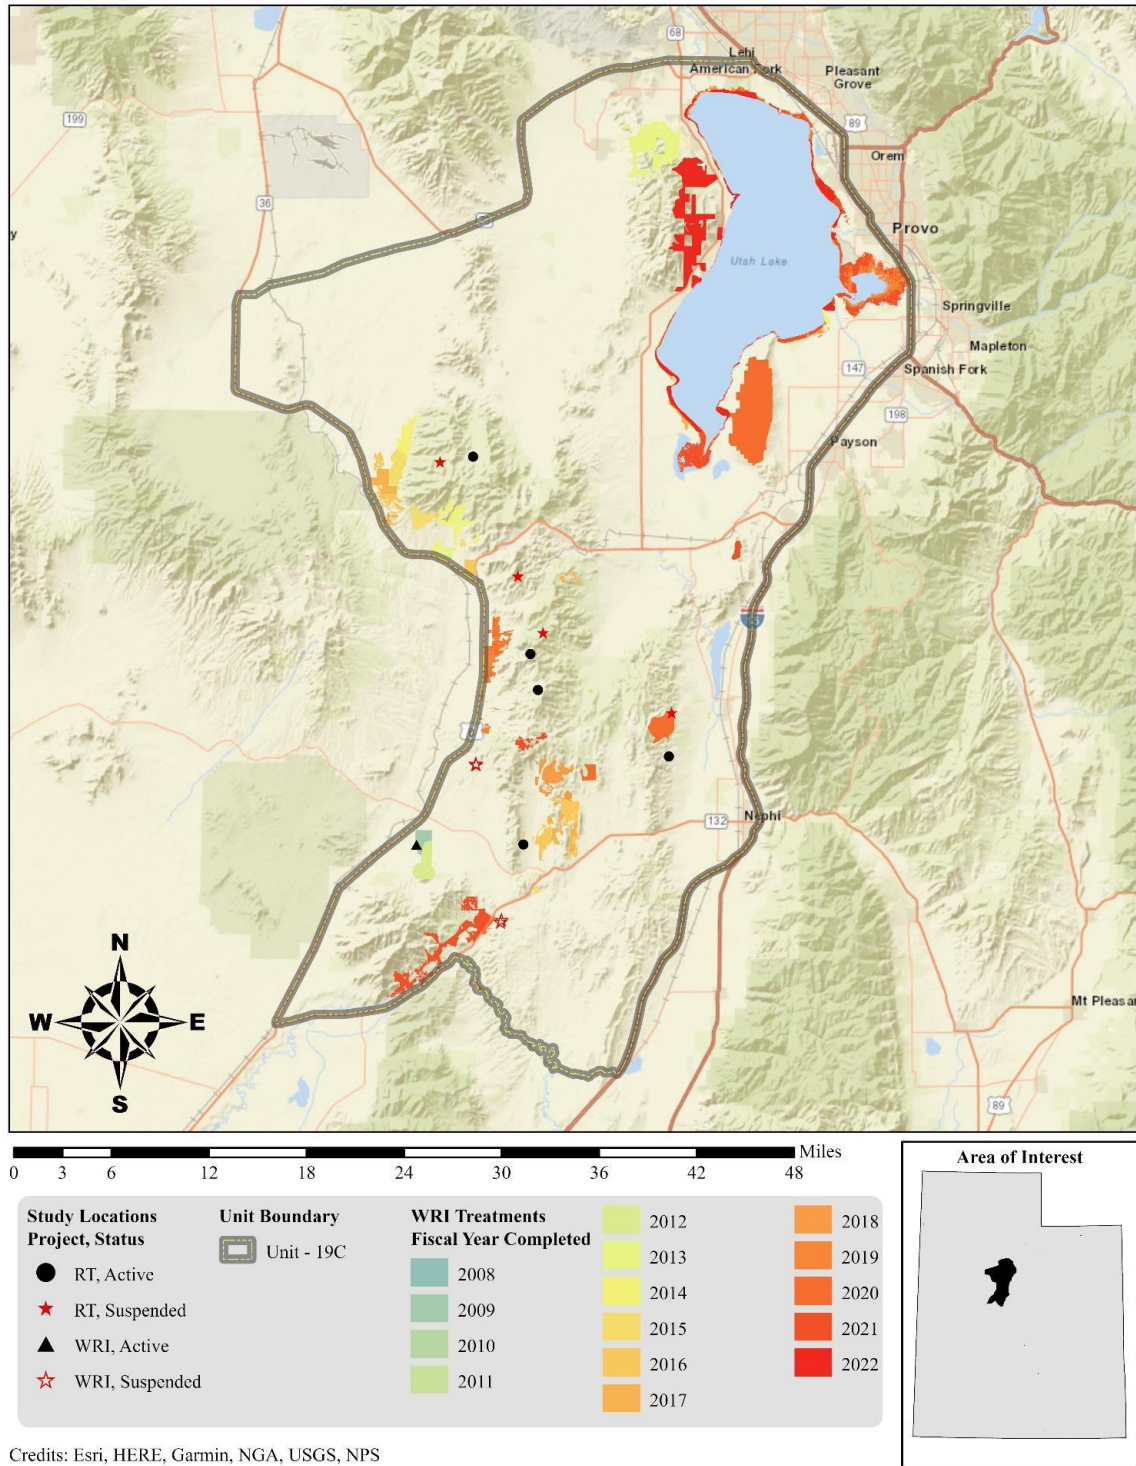 68
Lehi
American Fork
Pleasant
Grove
199
89
Orem
36
Provo
y
Utah Lake
Springville
Mapleton
147
Spanish Fork
198
Payson
132
Nephi
N
W E
S
Mt Pleasan
89
0 3 6 12 18 24 30 36 42 48 Miles
Study Locations
Project, Status
RT, Active
RT, Suspended
WRI, Active
WRI, Suspended
Unit Boundary
Unit - 19C
WRI Treatments
Fiscal Year Completed
2008
2009
2010
2011
2012
2013
2014
2015
2016
2017
2018
2019
2020
2021
2022
Area of Interest
Credits: Esri, HERE, Garmin, NGA, USGS, NPS